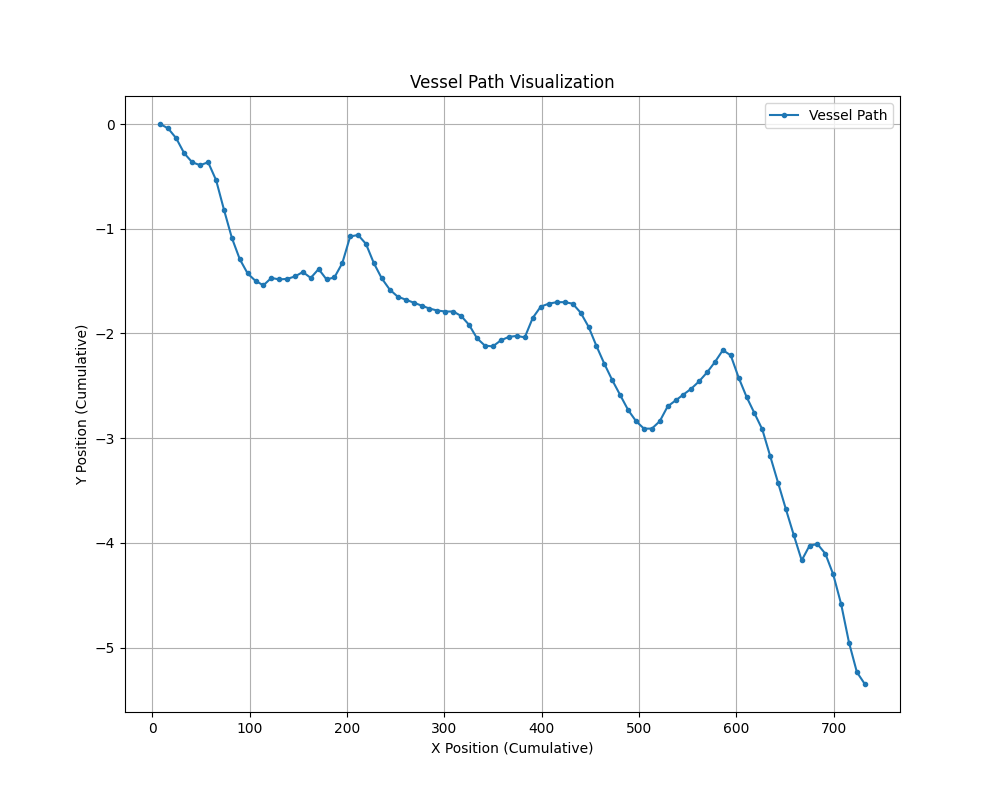 Vessel Path Visualization
Vessel Path
0
−1
−2
−3
−4
−5
Y Position (Cumulative)
0 100 200 300 400 500 600 700
X Position (Cumulative)